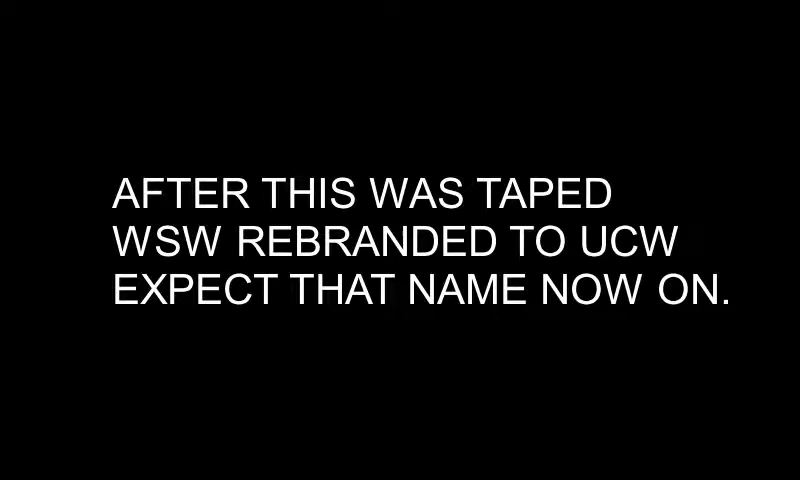 AFTER THIS WAS TAPED
WSW REBRANDED TO UCW
EXPECT THAT NAME NOW ON.